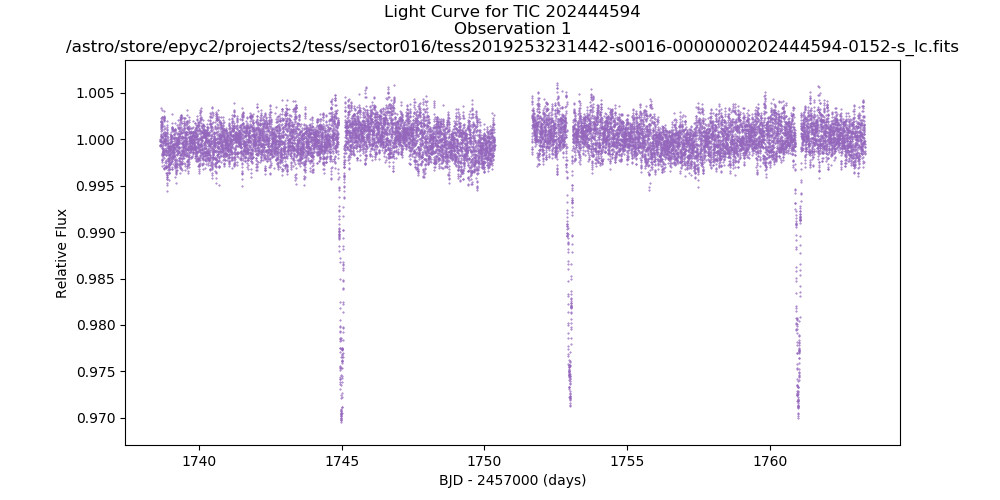 Light Curve for TIC 202444594
Observation 1
/astro/store/epyc2/projects2/tess/sector016/tess2019253231442-s0016-0000000202444594-0152-s_lc.fits
1.005
1.000
0.995
0.990
0.985
0.980
0.975
0.970
Relative Flux
1740
1745
1750
1755
1760
BJD - 2457000 (days)